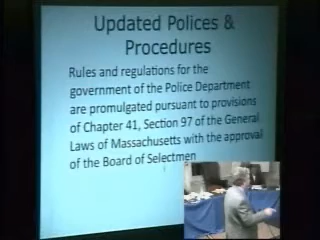 Updated Polices &
Procedures
Rules and regulations for the
government of the Police Department
are promulgated pursuant to provisions
of Chapter 41, Section 97 of the General
Laws of Massachusetts with the approval
of the Board of Selectmen